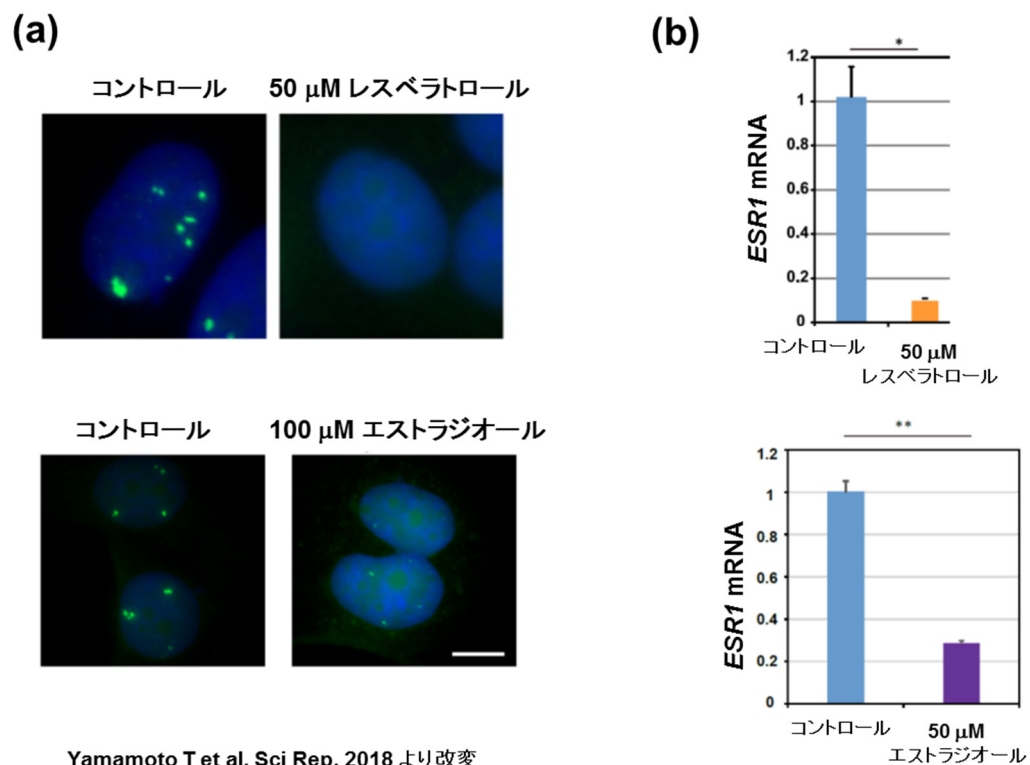 (a)
コントロール
50 μM レスベラトロール
コントロール
100 μM エストラジオール
Yamamoto T et al. Sci Rep. 2018 より改変
(b)
*
1.2
1
0.8
0.6
0.4
0.2
0
ESR1 mRNA
コントロール
50 μM
レスベラトロール
**
1.2
1
0.8
0.6
0.4
0.2
0
ESR1 mRNA
コントロール
50 μM
エストラジオール